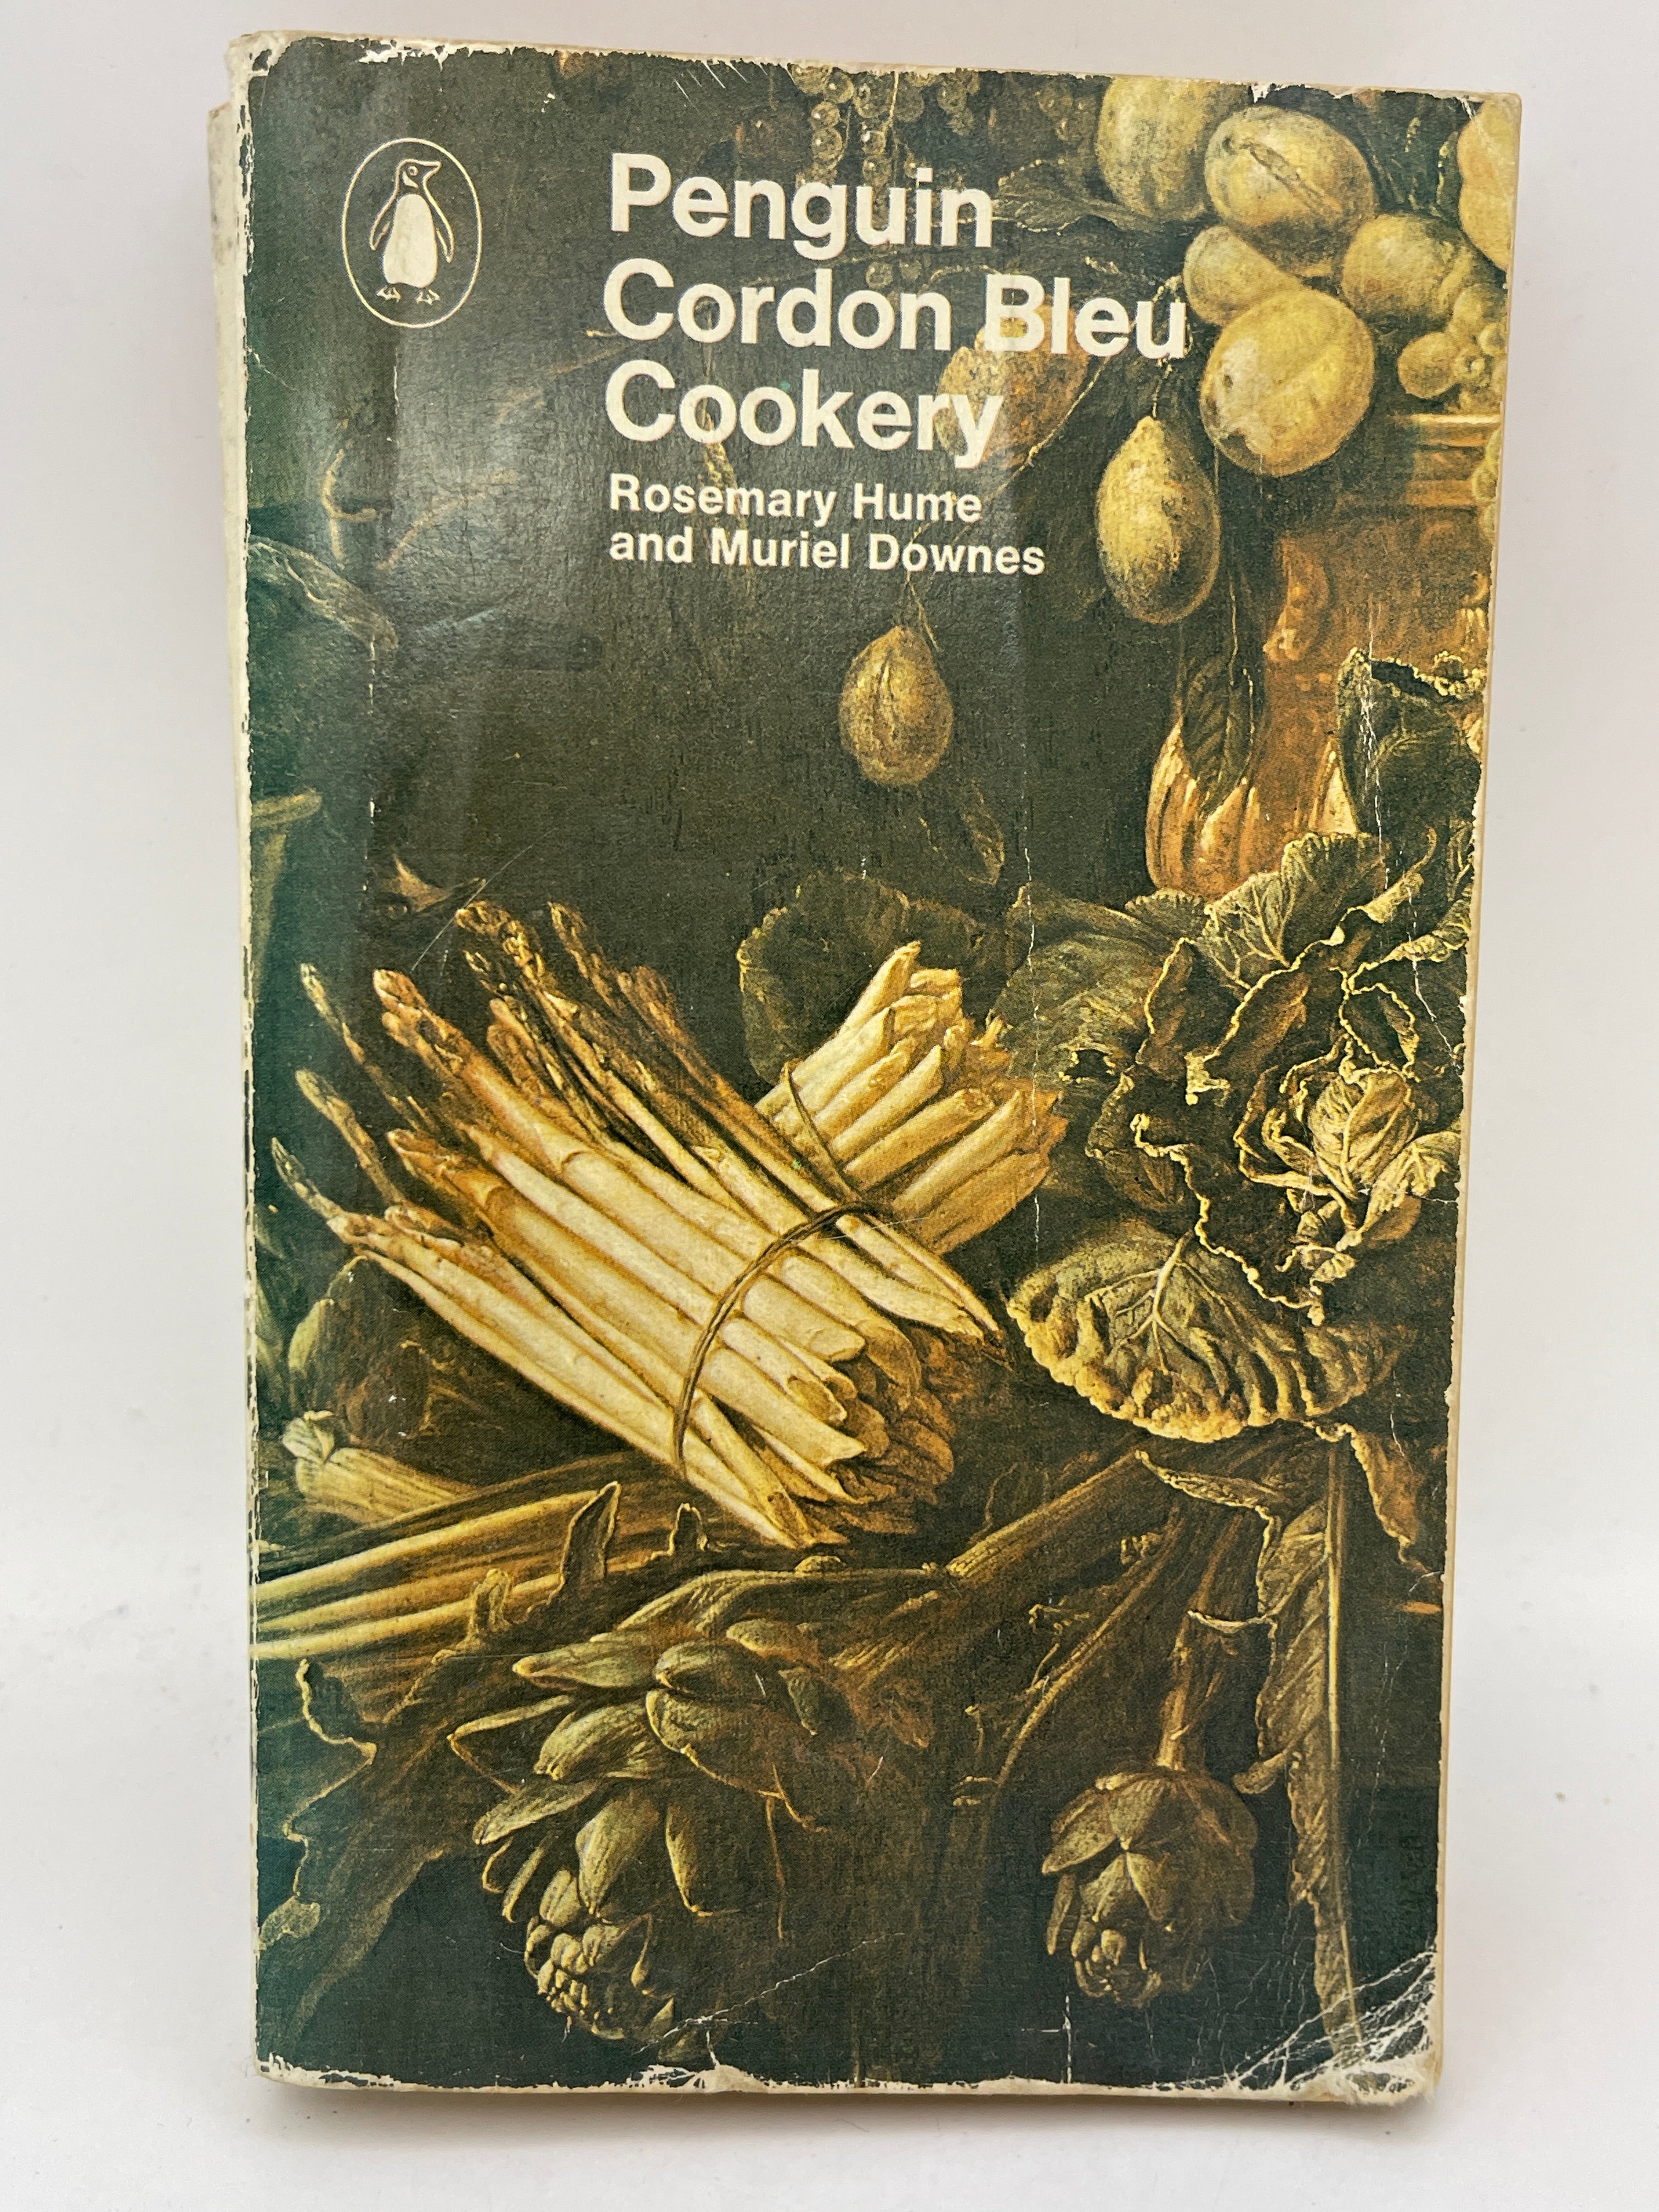 Penguin
Cordon Bleu
Cookery
Rosemary Hume
and Muriel Downes